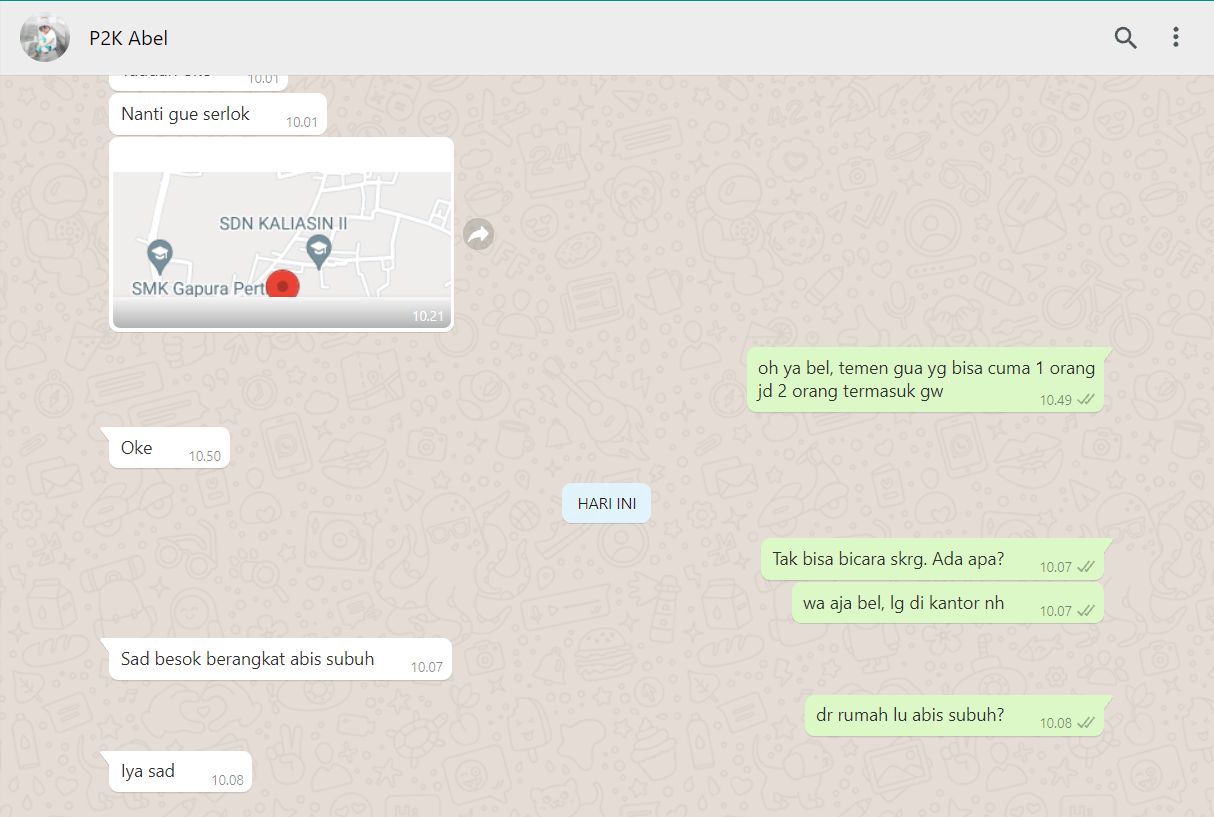 P2K Abel
10.01
Nanti gue serlok
10.01
SDN KALIASIN II
SMK Gapura Pert
10.21
oh ya bel, temen gua yg bisa cuma 1 orang
jd 2 orang termasuk gw
10.49
Oke
10.50
HARI INI
Tak bisa bicara skrg. Ada apa?
10.07
wa aja bel, lg di kantor nh
10.07
Sad besok berangkat abis subuh
10.07
dr rumah lu abis subuh?
10.08
Iya sad
10.08